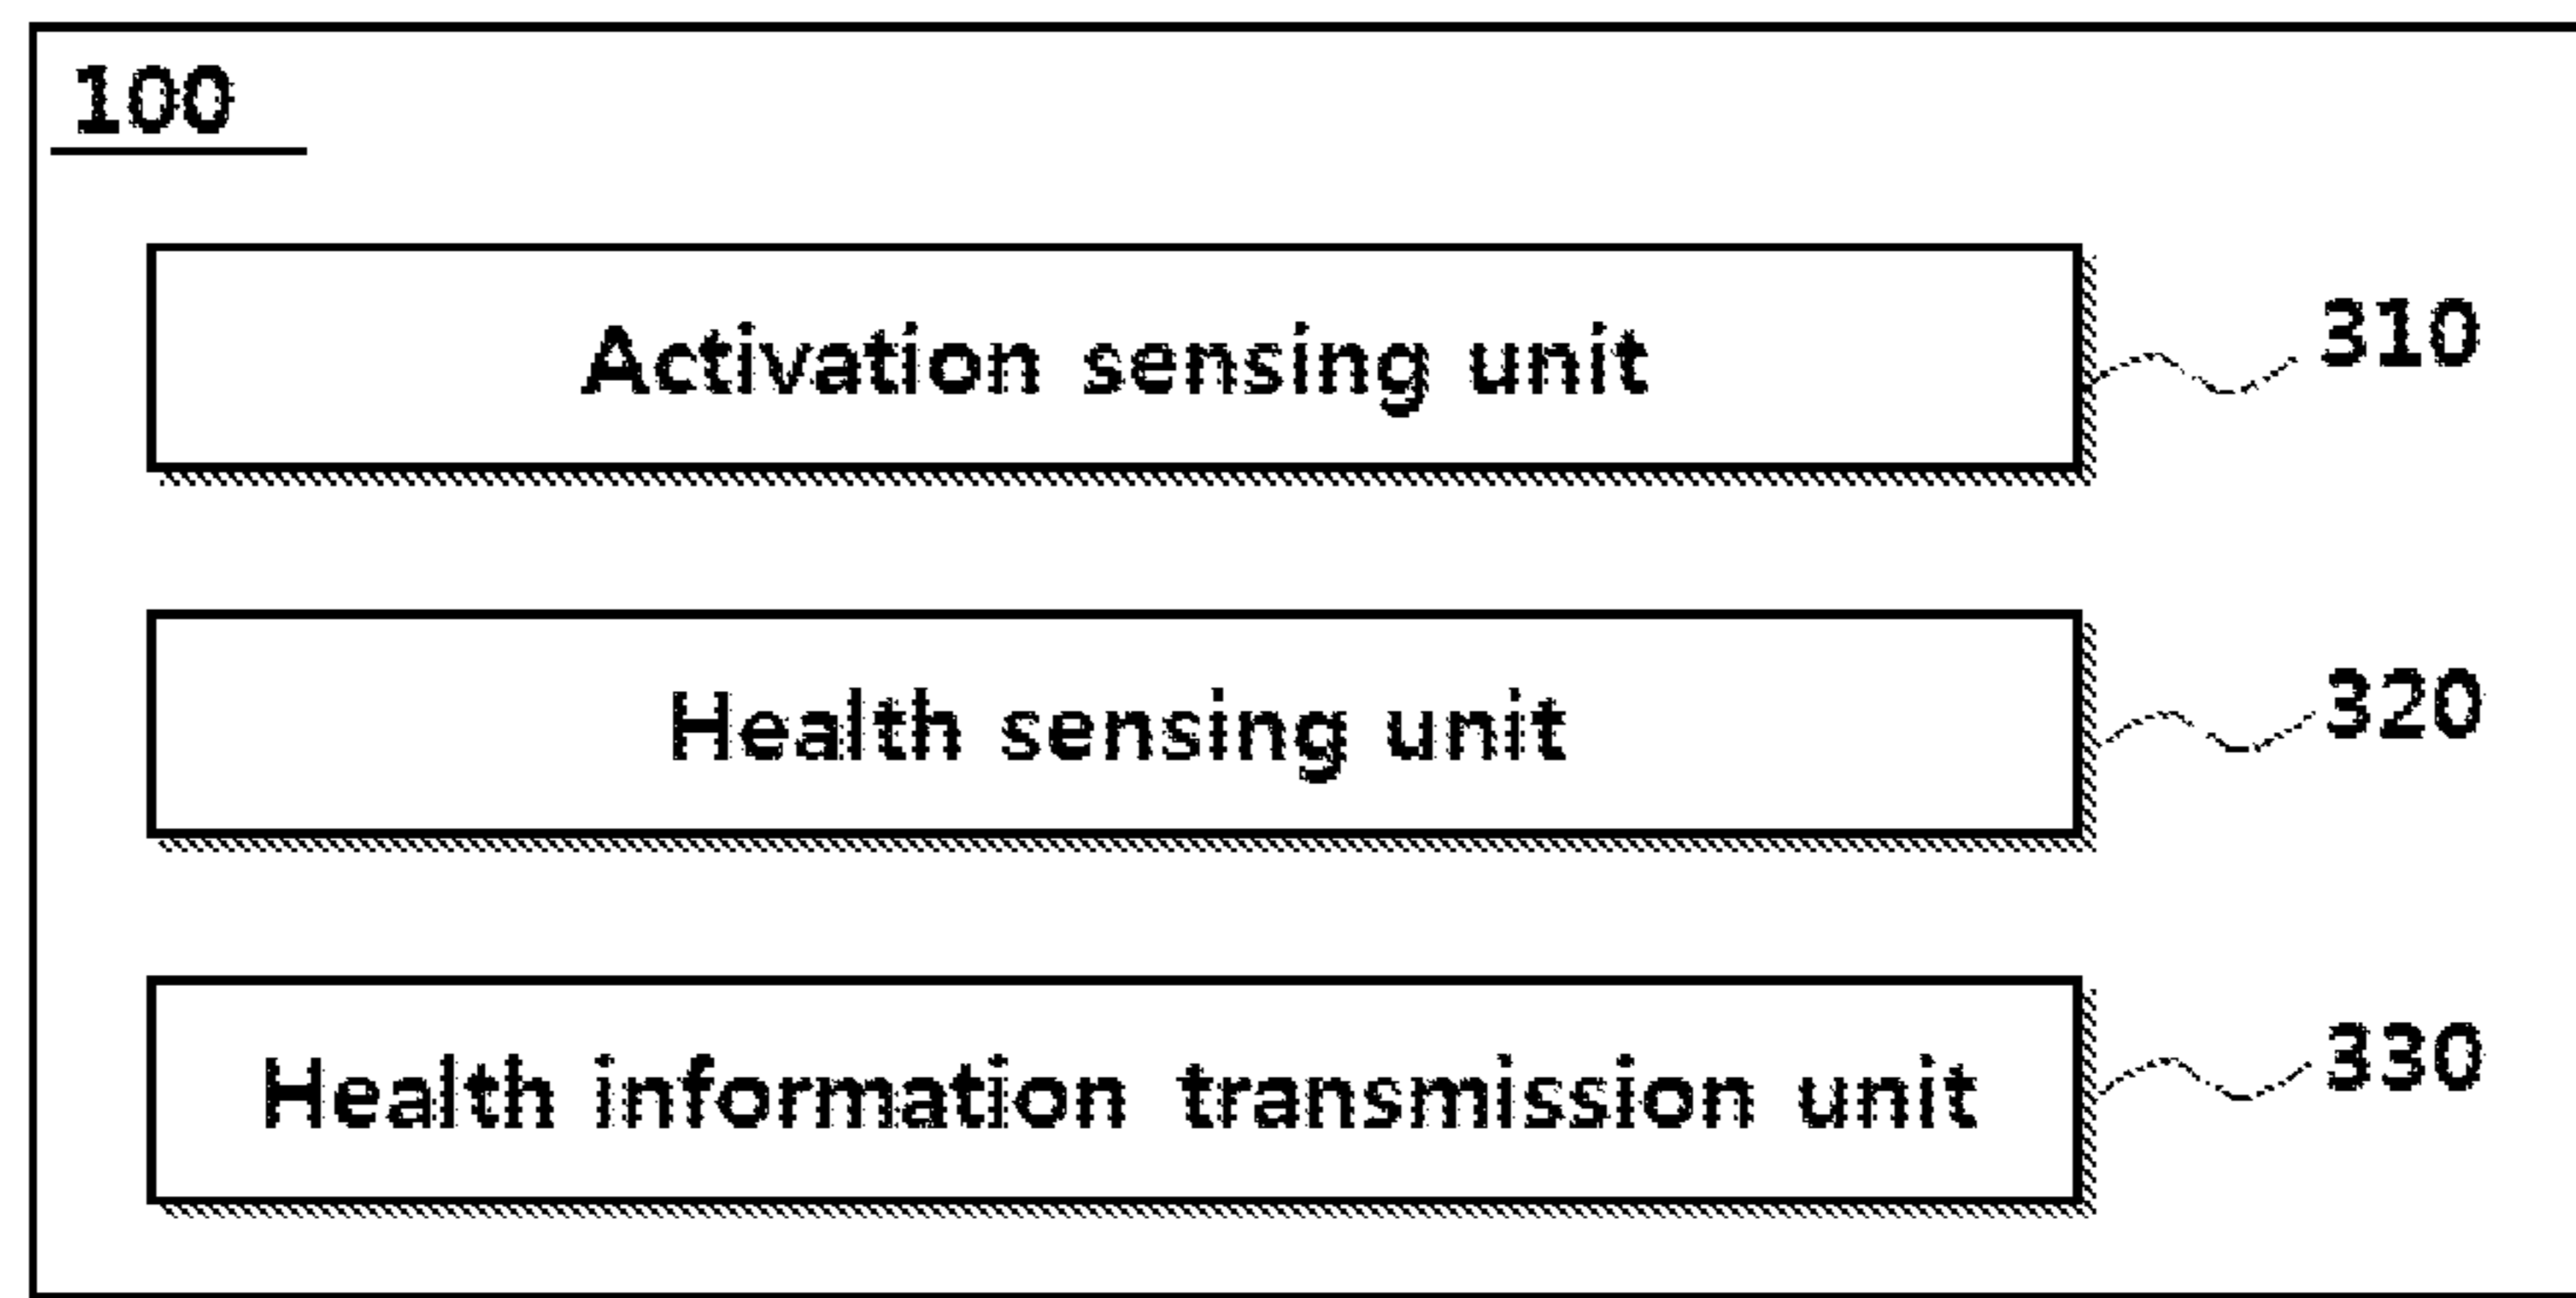 100
Activation sensing unit
310
Health sensing unit
320
Health information transmission unit
330